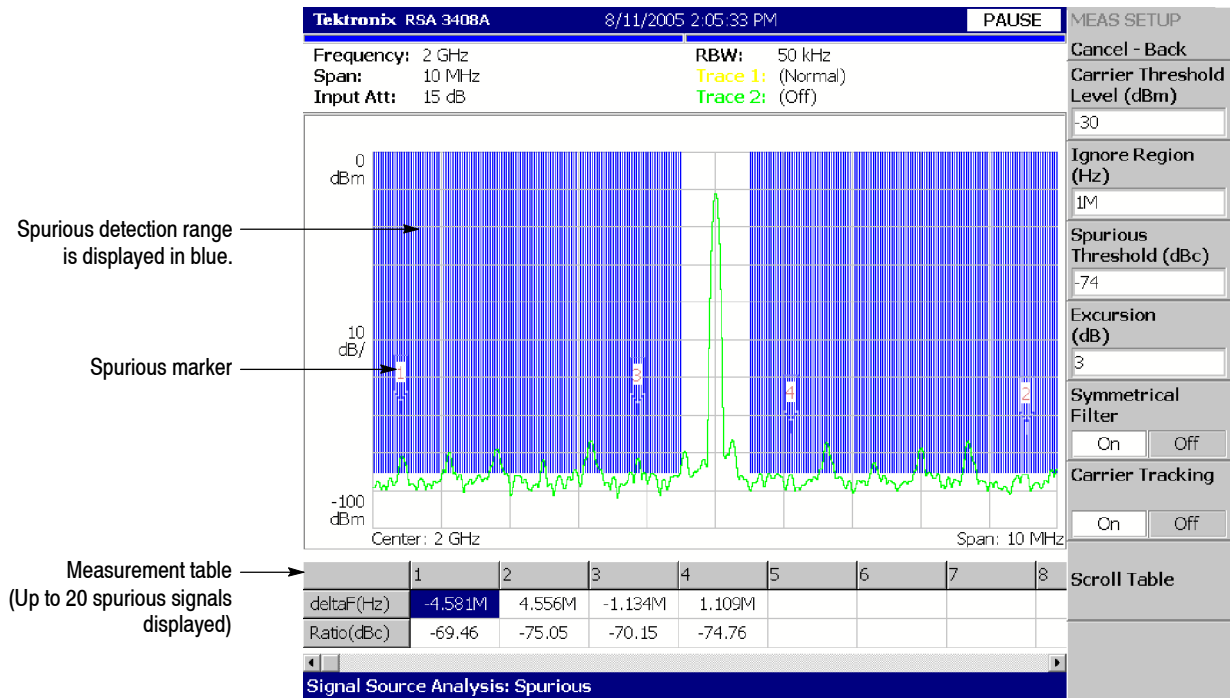 Tektronix RSA 3408A 8/11/2005 2:05:33 PM PAUSE
Frequency: 2 GHz
Span: 10 MHz
Input Att: 15 dB
RBW: 50 kHz
Trace 1: (Normal)
Trace 2: (Off)
0
dBm
10
dB/
-100
dBm
1
3
4
2
Center: 2 GHz
Span: 10 MHz
Spurious detection range
is displayed in blue.
Spurious marker
Measurement table
(Up to 20 spurious signals
displayed)
1 2 3 4 5 6 7 8
deltaF(Hz) -4.581M 4.556M -1.134M 1.109M
Ratio(dBc) -69.46 -75.05 -70.15 -74.76
Signal Source Analysis: Spurious
MEAS SETUP
Cancel - Back
Carrier Threshold
Level (dBm)
-30
Ignore Region
(Hz)
1M
Spurious
Threshold (dBc)
-74
Excursion
(dB)
3
Symmetrical
Filter
On Off
Carrier Tracking
On Off
Scroll Table